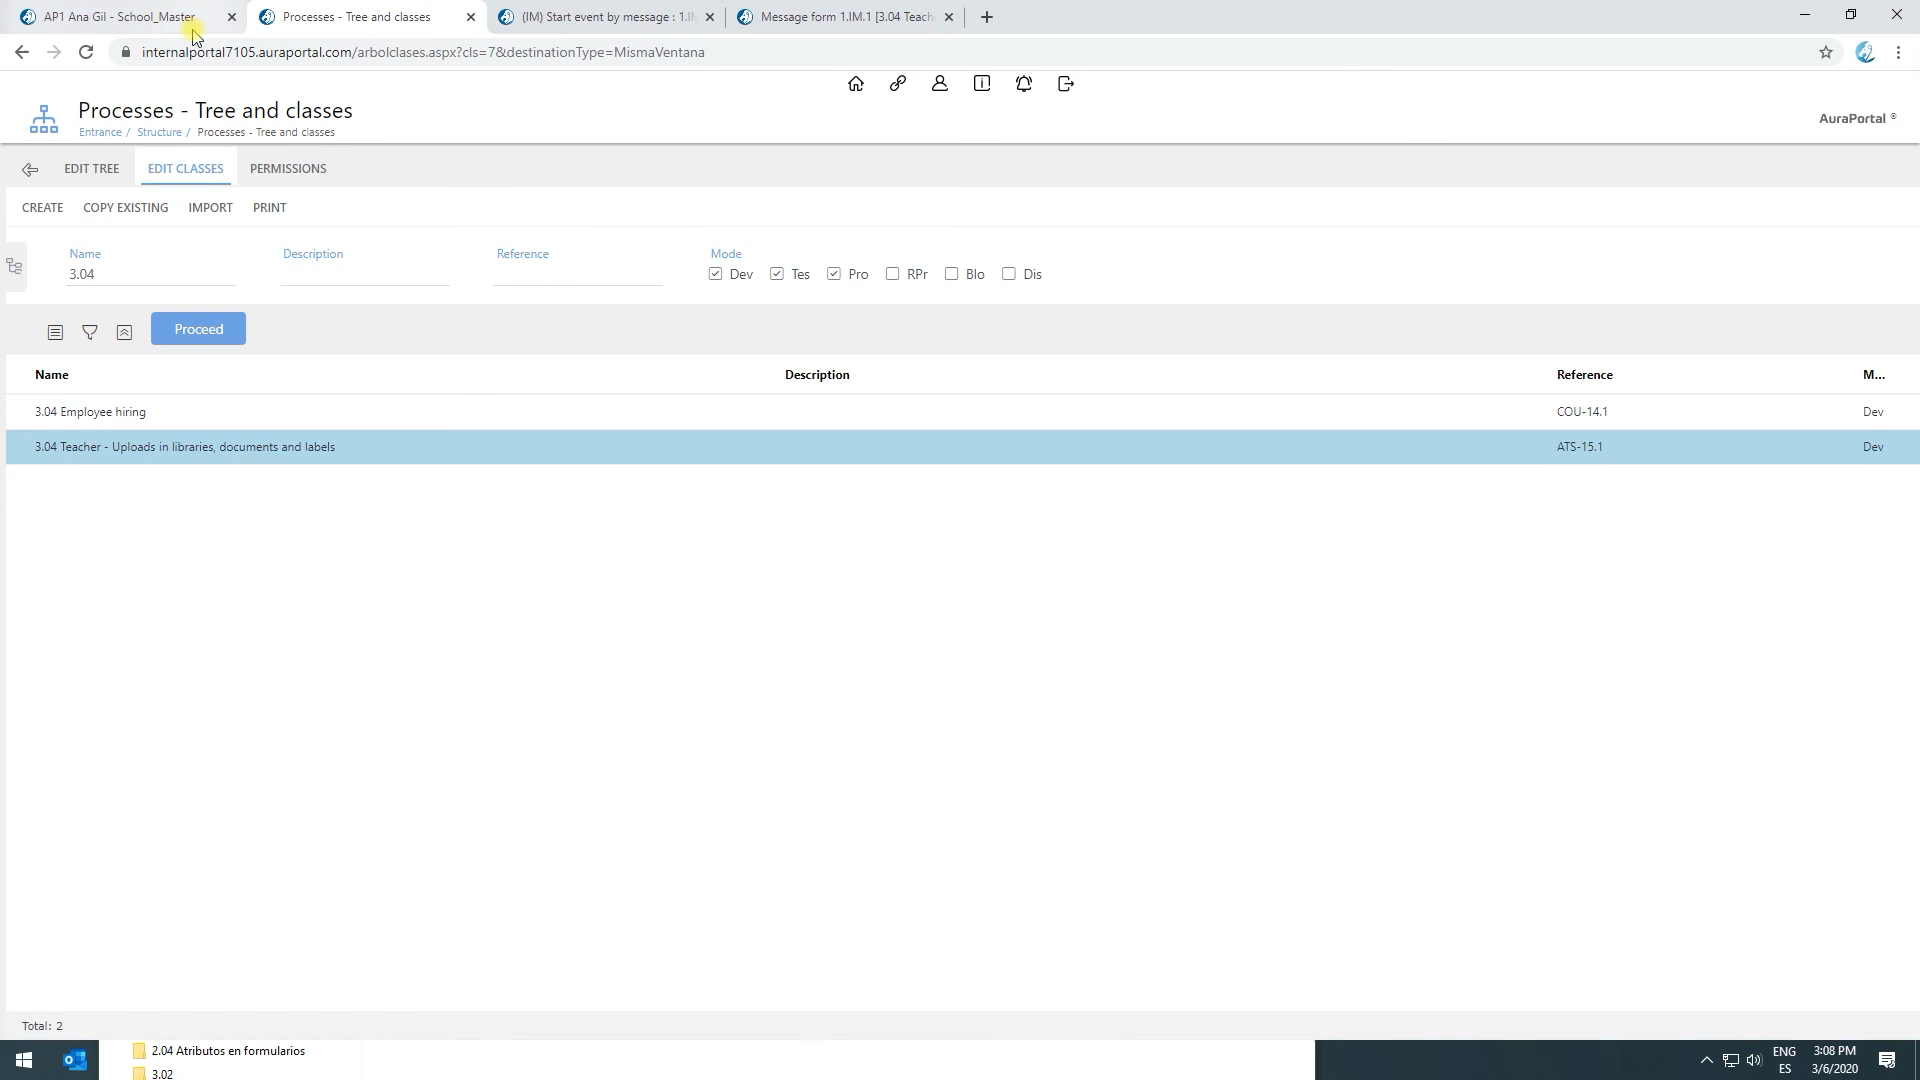 AP1 Ana Gil - School_Master
Processes - Tree and classes
(IM) Start event by message : 1.IM
Message form 1.IM.1 [3.04 Teach
internalportal7105.auraportal.com/arbolclases.aspx?cls=7&destinationType=MismaVentana
Processes - Tree and classes
Entrance / Structure / Processes - Tree and classes
AuraPortal ®
EDIT TREE EDIT CLASSES PERMISSIONS
CREATE COPY EXISTING IMPORT PRINT
Name Description Reference Mode
3.04 Dev Tes Pro RPr Blo Dis
Proceed
Name Description Reference M...
3.04 Employee hiring COU-14.1 Dev
3.04 Teacher - Uploads in libraries, documents and labels ATS-15.1 Dev
Total: 2
2.04 Atributos en formularios
3.02
ENG
ES
3:08 PM
3/6/2020